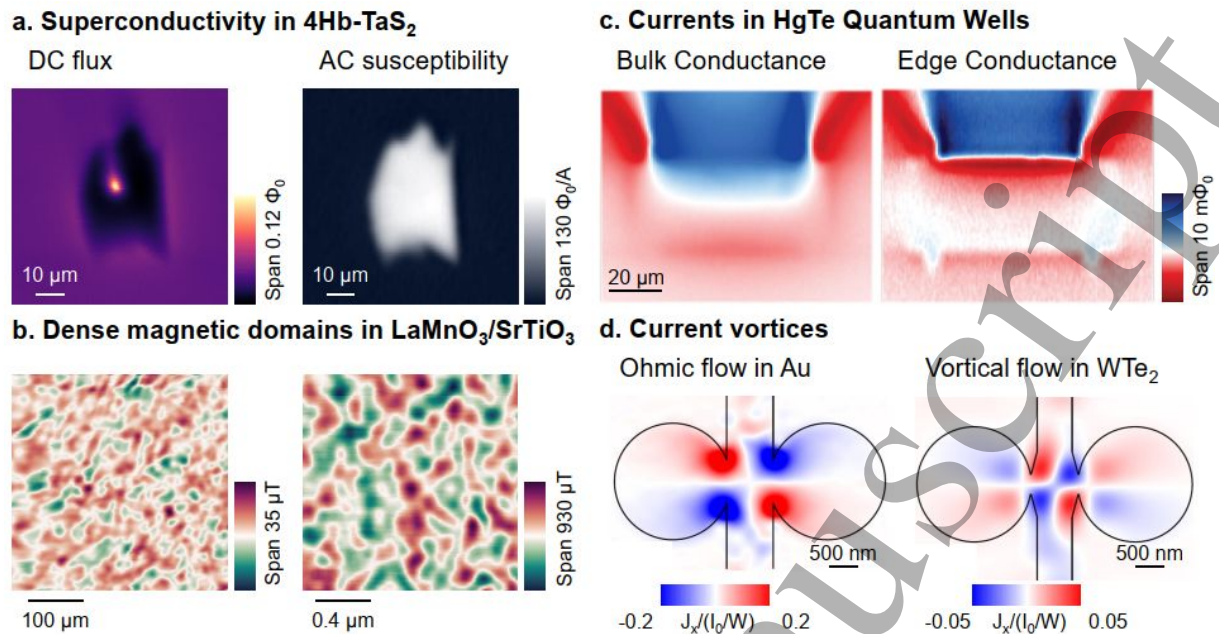 a. Superconductivity in 4Hb-TaS₂
DC flux
AC susceptibility
10 µm
Span 0.12 Φ₀
10 µm
Span 130 Φ₀/A
b. Dense magnetic domains in LaMnO₃/SrTiO₃
100 µm
Span 35 µT
0.4 µm
Span 930 µT
c. Currents in HgTe Quantum Wells
Bulk Conductance
Edge Conductance
20 µm
Span 10 mΦ₀
d. Current vortices
Ohmic flow in Au
Vortical flow in WTe₂
500 nm
500 nm
-0.2 Jₓ/(I₀/W) 0.2
-0.05 Jₓ/(I₀/W) 0.05
uscript